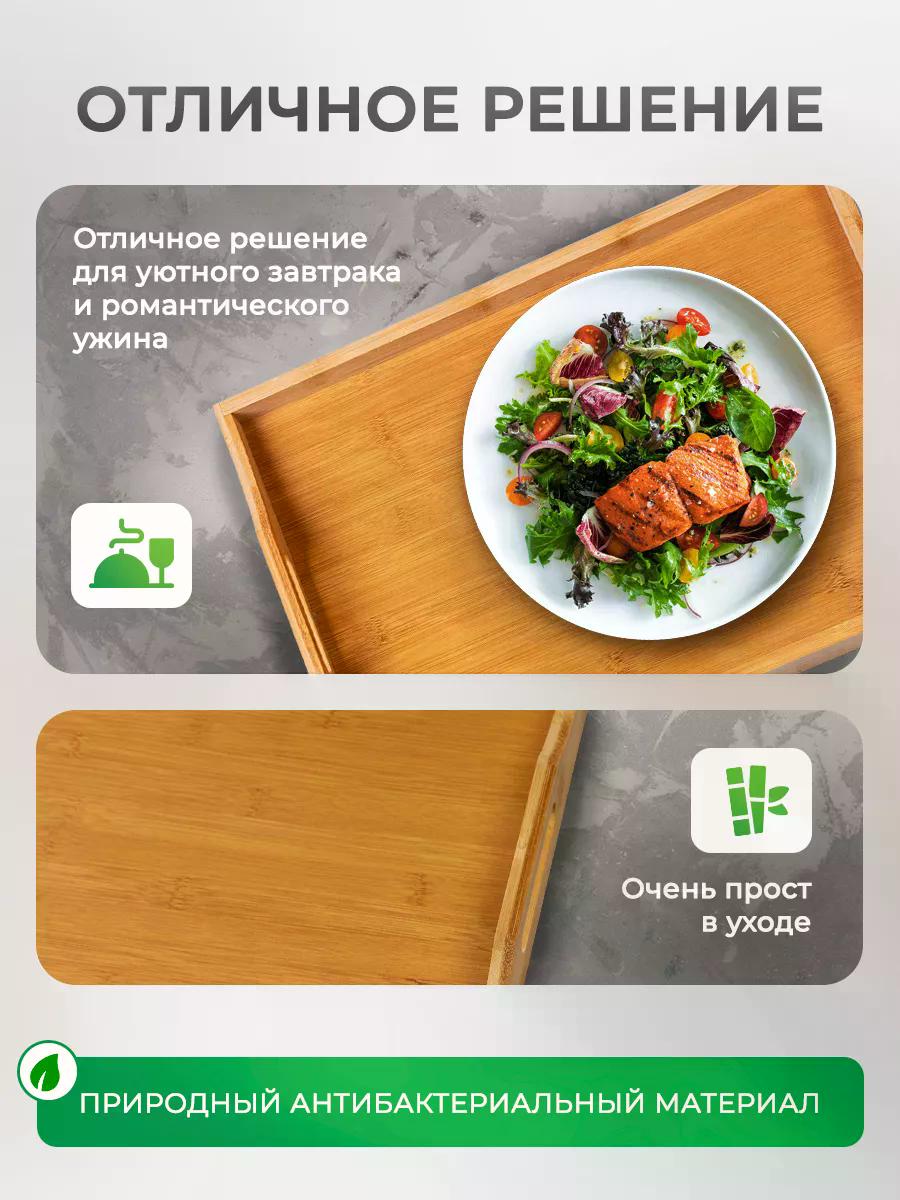 ОТЛИЧНОЕ РЕШЕНИЕ
Отличное решение
для уютного завтрака
и романтического
ужина
Очень прост
в уходе
ПРИРОДНЫЙ АНТИБАКТЕРИАЛЬНЫЙ МАТЕРИАЛ